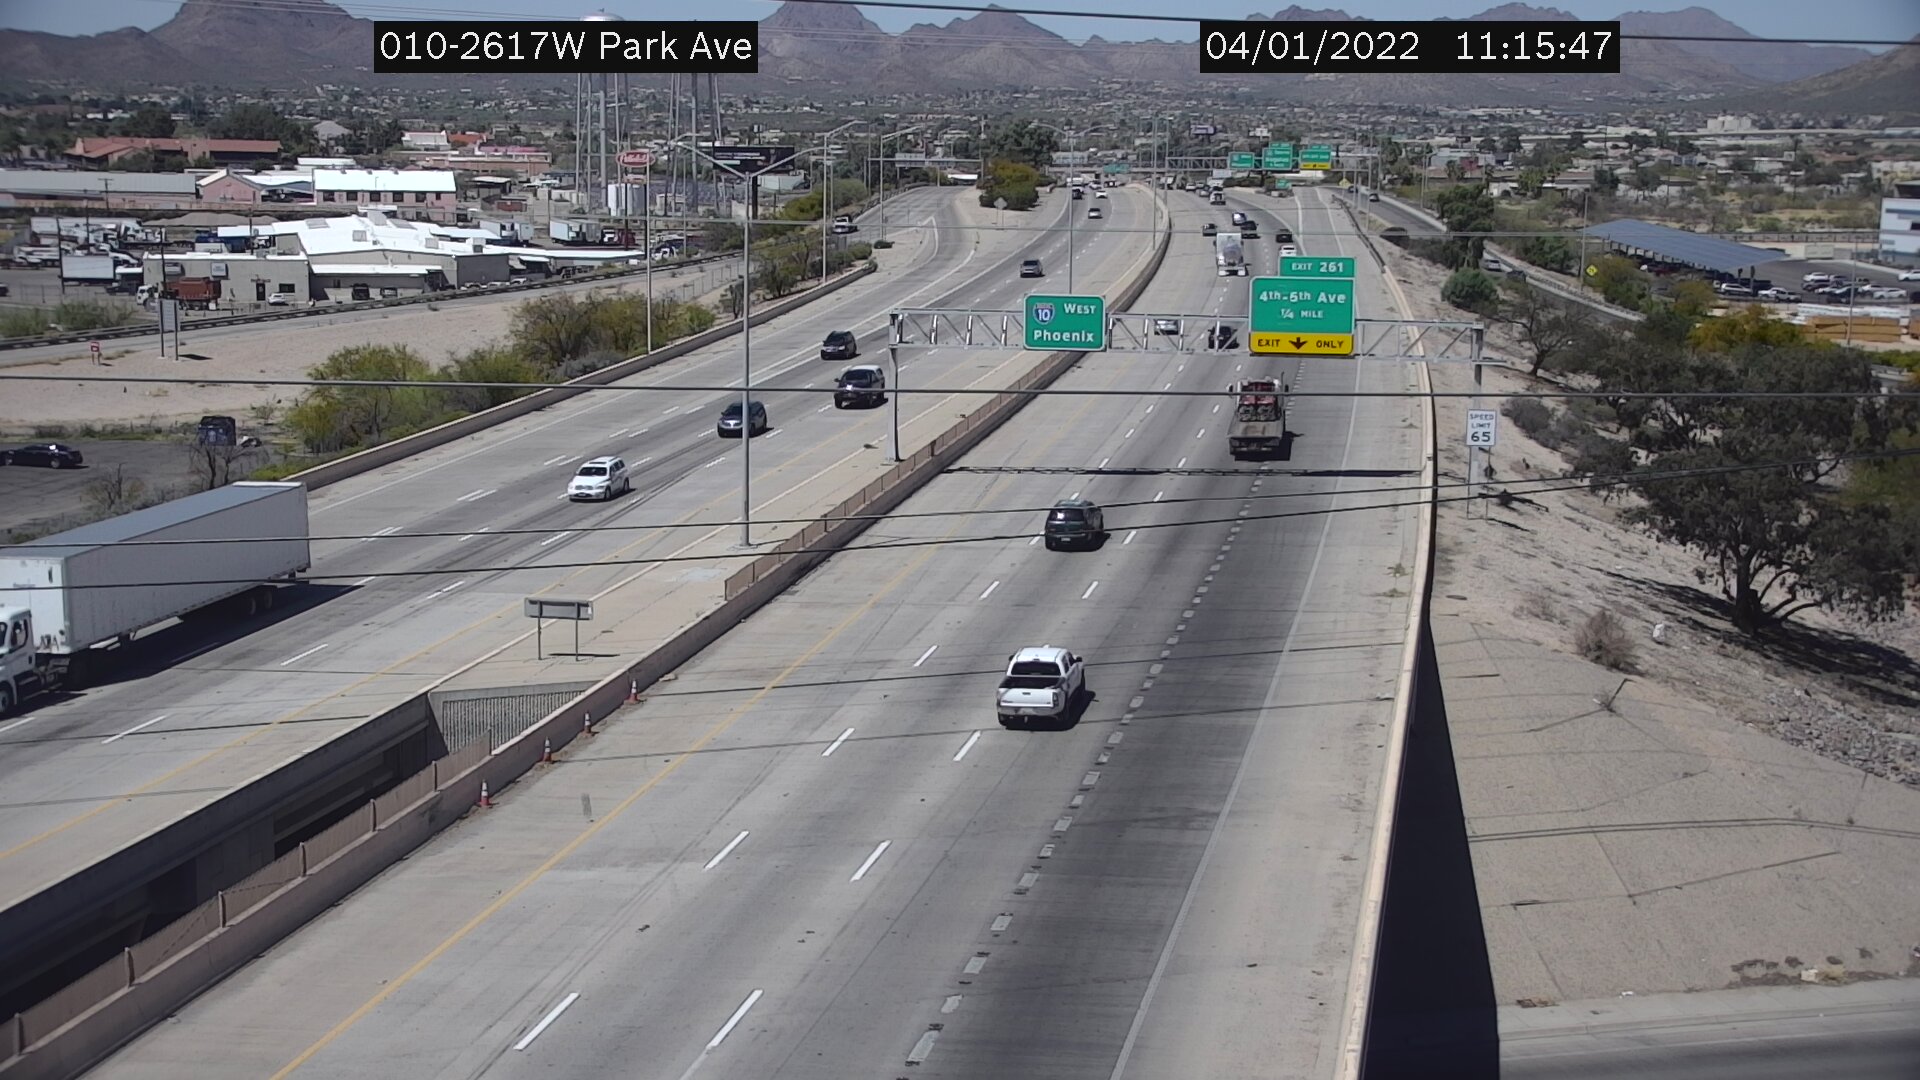 010-2617W Park Ave
04/01/2022 11:15:47
EXIT 261
4th-6th Ave
1/4 MILE
EXIT ONLY
10
WEST
Phoenix
SPEED
LIMIT
65